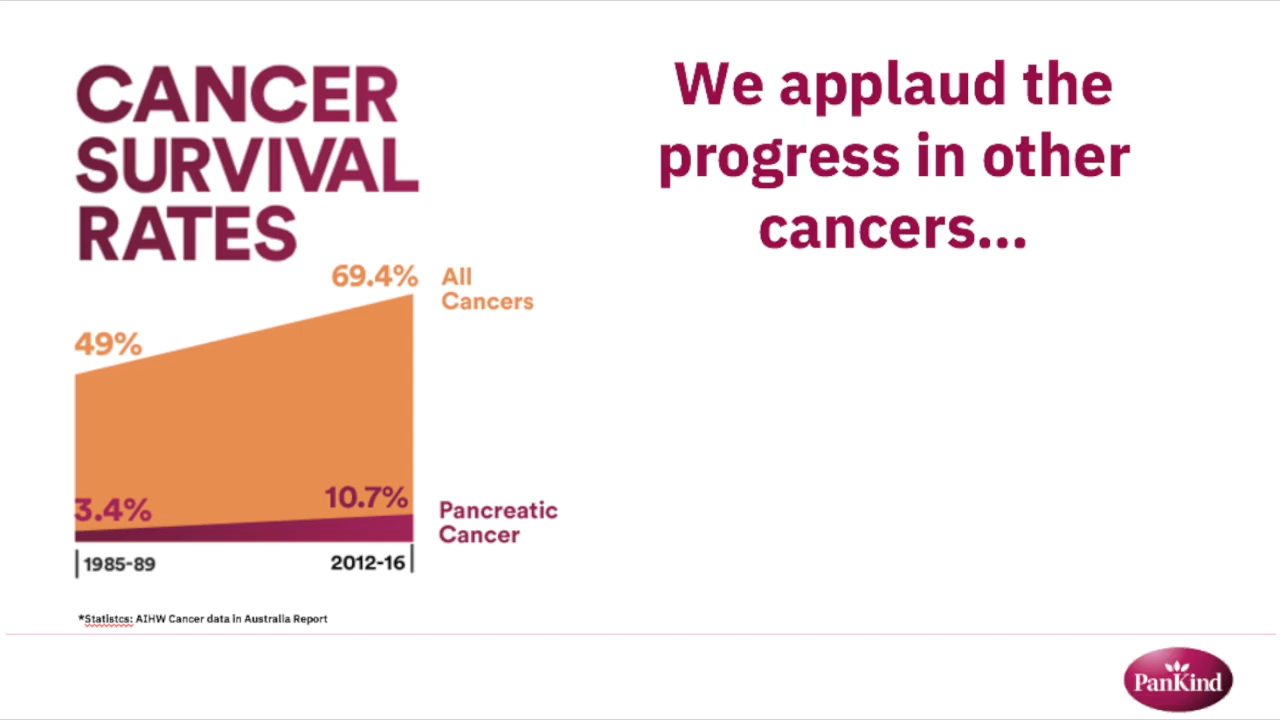 CANCER
SURVIVAL
RATES
We applaud the
progress in other
cancers...
69.4%
All
Cancers
49%
3.4%
10.7%
Pancreatic
Cancer
1985-89
2012-16
*Statistcs: AIHW Cancer data in Australia Report
PanKind